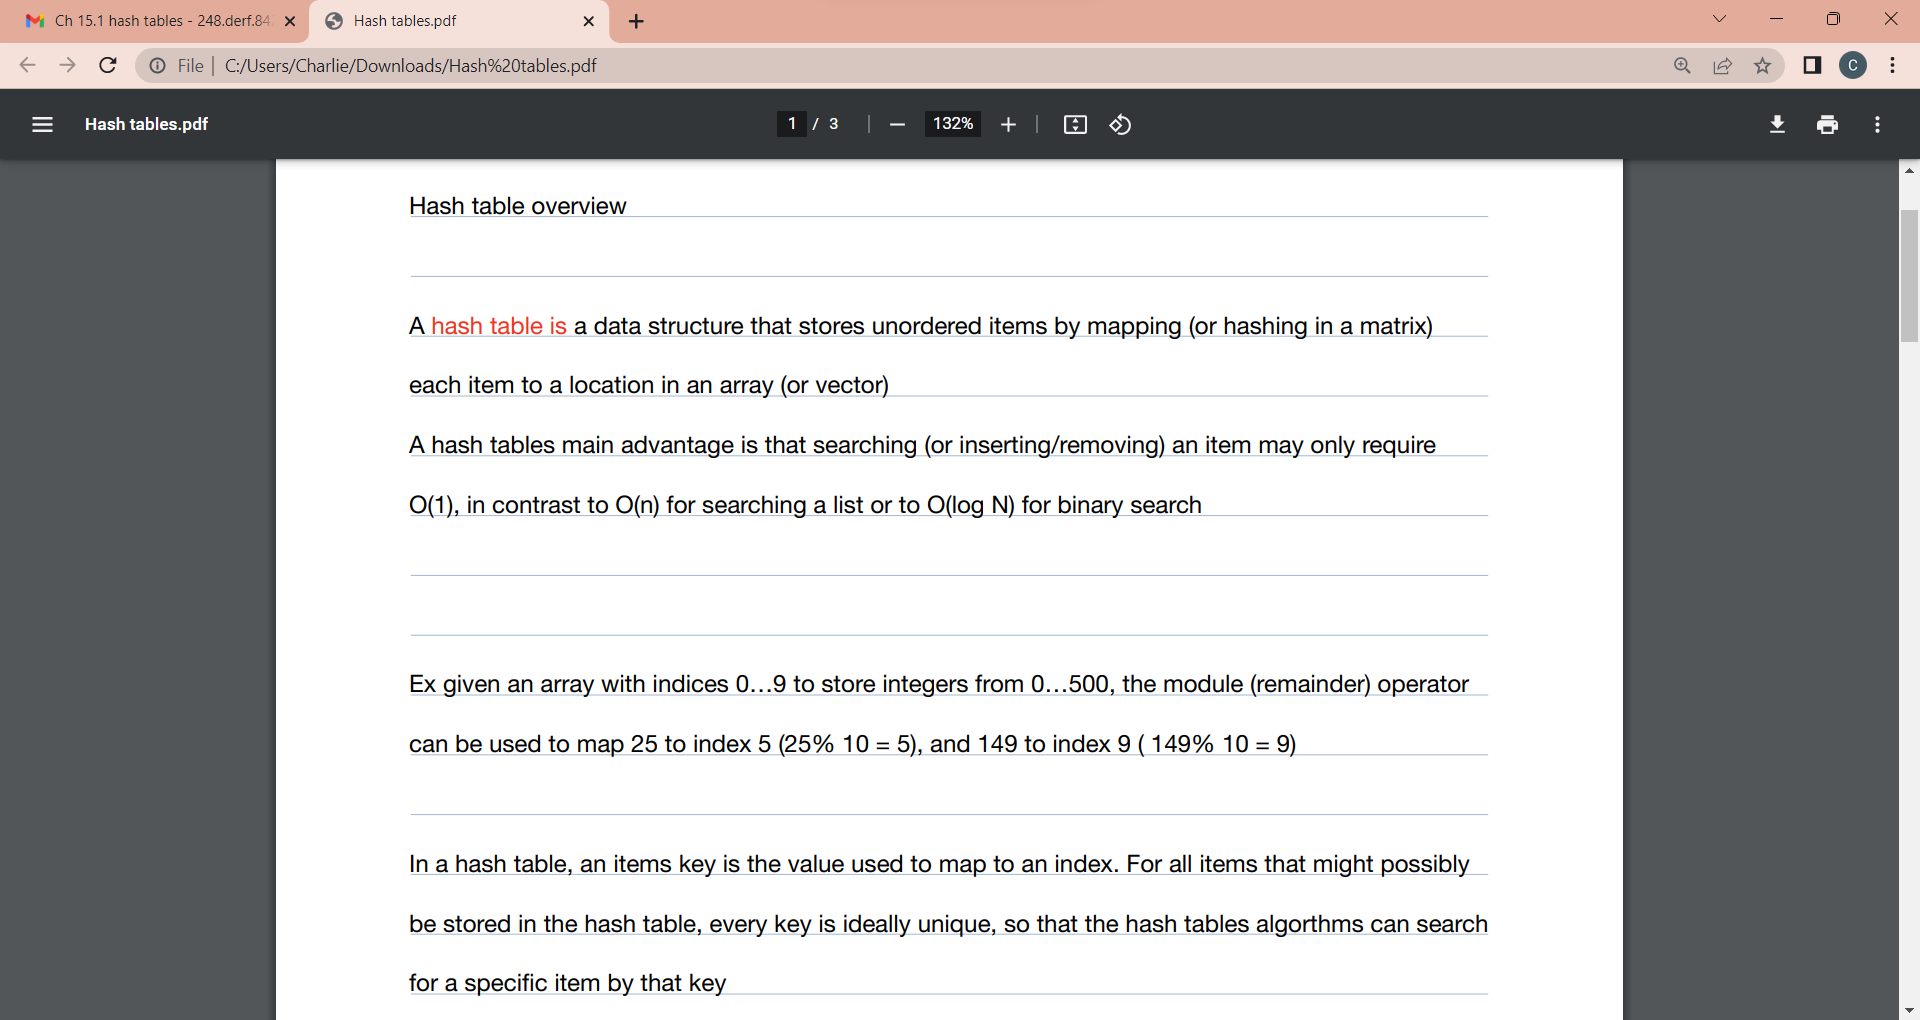 Ch 15.1 hash tables - 248.derf.84
Hash tables.pdf
File | C:/Users/Charlie/Downloads/Hash%20tables.pdf
C
Hash tables.pdf
1 / 3
132%
Hash table overview
A hash table is a data structure that stores unordered items by mapping (or hashing in a matrix)
each item to a location in an array (or vector)
A hash tables main advantage is that searching (or inserting/removing) an item may only require
O(1), in contrast to O(n) for searching a list or to O(log N) for binary search
Ex given an array with indices 0…9 to store integers from 0…500, the module (remainder) operator
can be used to map 25 to index 5 (25% 10 = 5), and 149 to index 9 ( 149% 10 = 9)
In a hash table, an items key is the value used to map to an index. For all items that might possibly
be stored in the hash table, every key is ideally unique, so that the hash tables algorthms can search
for a specific item by that key